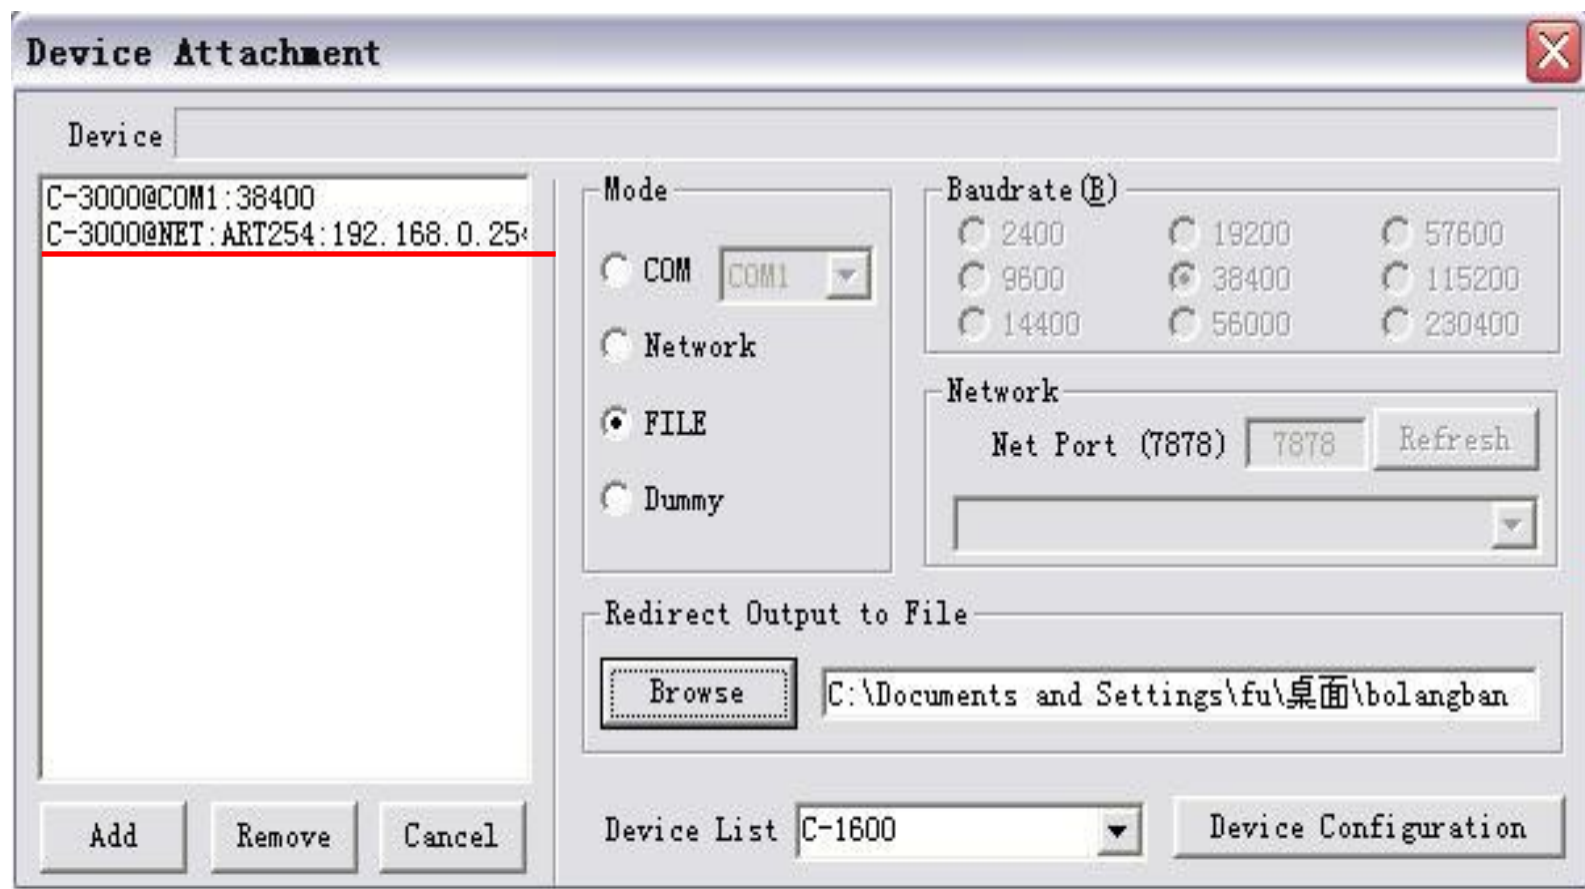 Device Attachment
Device
C-3000@COM1:38400
C-3000@NET:ART254:192.168.0.254
Mode
COM COM1
Network
FILE
Dummy
Baudrate(B)
2400 19200 57600
9600 38400 115200
14400 56000 230400
Network
Net Port (7878) 7878 Refresh
Redirect Output to File
Browse C:\Documents and Settings\fu\桌面\bolangban
Add Remove Cancel
Device List C-1600 Device Configuration